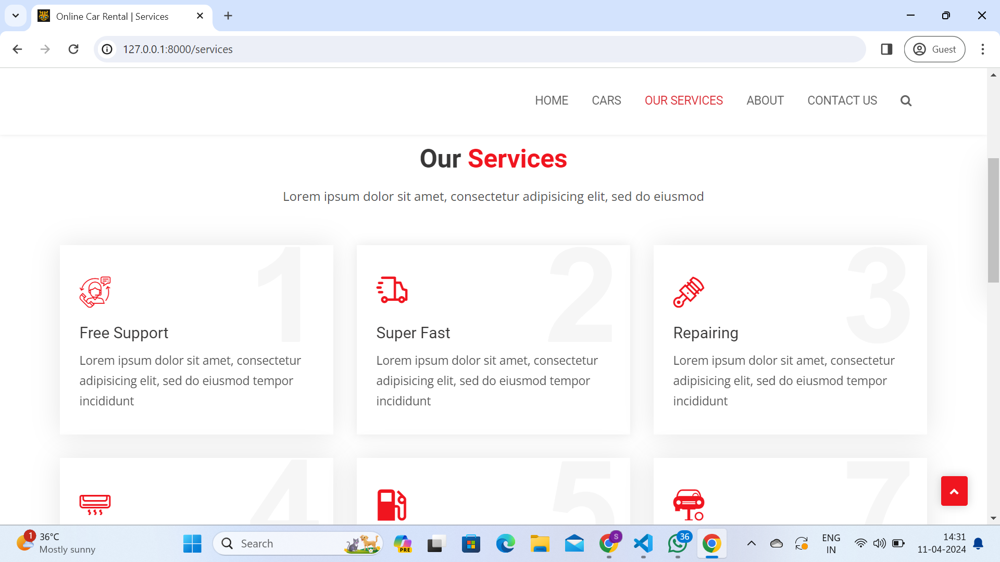 Online Car Rental | Services
127.0.0.1:8000/services
Guest
HOME CARS OUR SERVICES ABOUT CONTACT US
Our Services
Lorem ipsum dolor sit amet, consectetur adipisicing elit, sed do eiusmod
1
Free Support
Lorem ipsum dolor sit amet, consectetur
adipisicing elit, sed do eiusmod tempor
incididunt
2
Super Fast
Lorem ipsum dolor sit amet, consectetur
adipisicing elit, sed do eiusmod tempor
incididunt
3
Repairing
Lorem ipsum dolor sit amet, consectetur
adipisicing elit, sed do eiusmod tempor
incididunt
4
5
7
1
36°C
Mostly sunny
Search
PRE
S
36
ENG
IN
14:31
11-04-2024